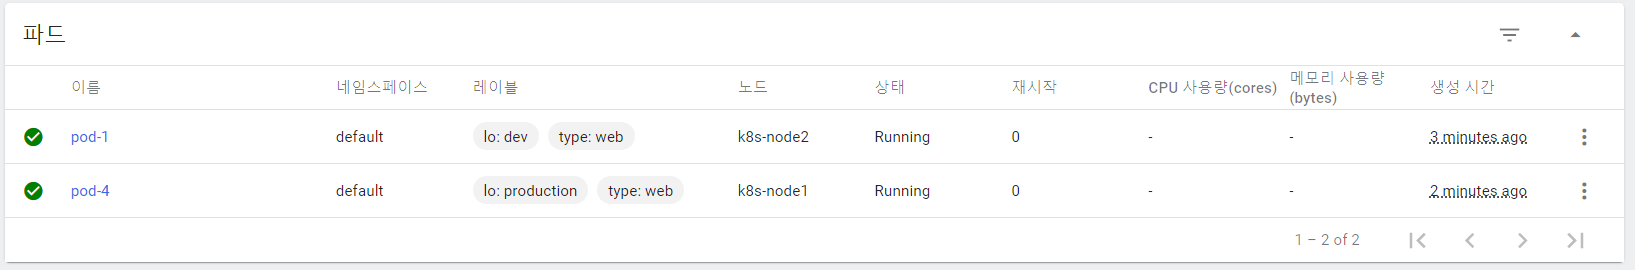 파드
이름 네임스페이스 레이블 노드 상태 재시작 CPU 사용량(cores) 메모리 사용량 (bytes) 생성 시간
pod-1 default lo: dev type: web k8s-node2 Running 0 - - 3 minutes ago
pod-4 default lo: production type: web k8s-node1 Running 0 - - 2 minutes ago
1 – 2 of 2